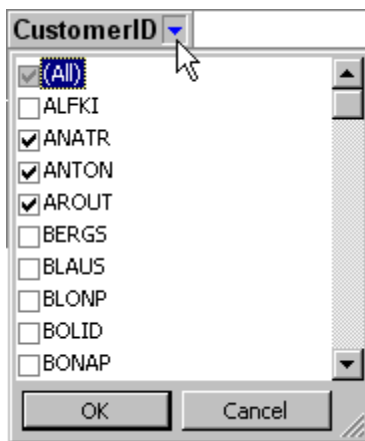 CustomerID
(All)
ALFKI
ANATR
ANTON
AROUT
BERGS
BLAUS
BLONP
BOLID
BONAP
OK Cancel